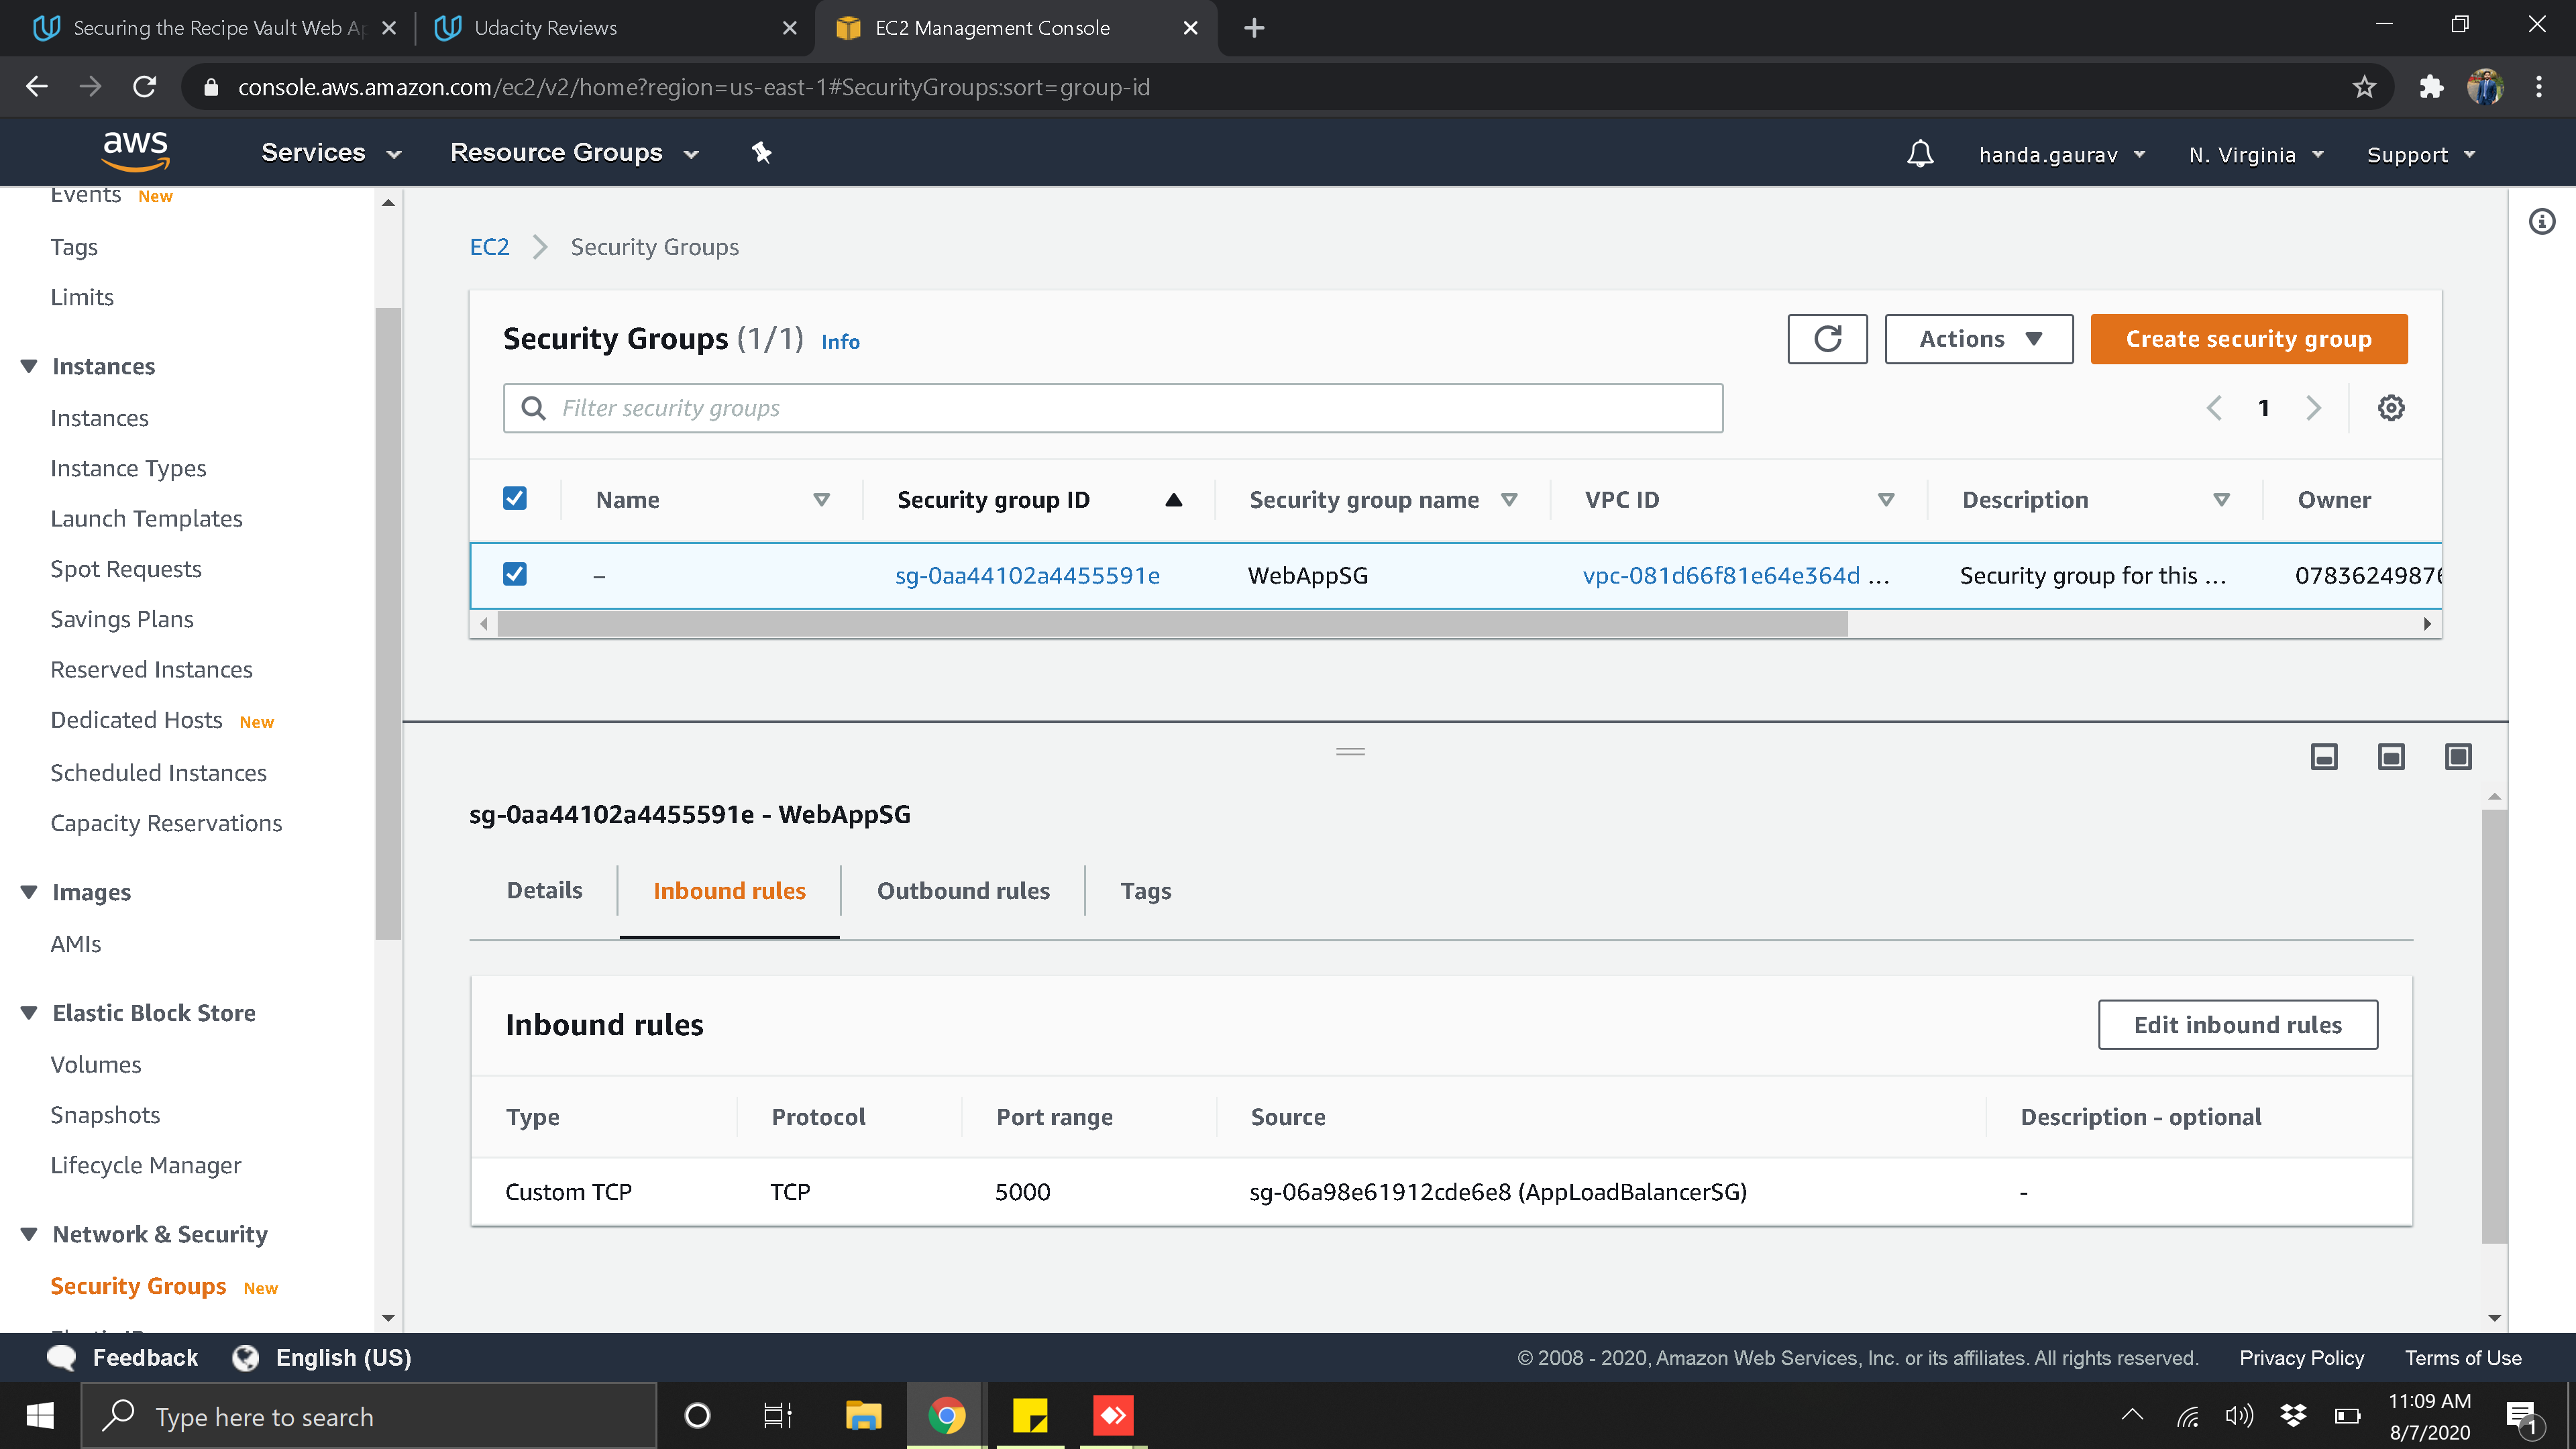 Securing the Recipe Vault Web Ap
Udacity Reviews
EC2 Management Console
console.aws.amazon.com/ec2/v2/home?region=us-east-1#SecurityGroups:sort=group-id
aws
Services
Resource Groups
handa.gaurav
N. Virginia
Support
Events New
Tags
Limits
Instances
Instances
Instance Types
Launch Templates
Spot Requests
Savings Plans
Reserved Instances
Dedicated Hosts New
Scheduled Instances
Capacity Reservations
Images
AMIs
Elastic Block Store
Volumes
Snapshots
Lifecycle Manager
Network & Security
Security Groups New
EC2 Security Groups
Security Groups (1/1) Info
Actions
Create security group
Filter security groups
1
Name Security group ID Security group name VPC ID Description Owner
– sg-0aa44102a4455591e WebAppSG vpc-081d66f81e64e364d ... Security group for this ... 07836249876
sg-0aa44102a4455591e - WebAppSG
Details Inbound rules Outbound rules Tags
Inbound rules
Edit inbound rules
Type Protocol Port range Source Description - optional
Custom TCP TCP 5000 sg-06a98e61912cde6e8 (AppLoadBalancerSG) -
Feedback English (US)
© 2008 - 2020, Amazon Web Services, Inc. or its affiliates. All rights reserved. Privacy Policy Terms of Use
Type here to search
11:09 AM
8/7/2020
1